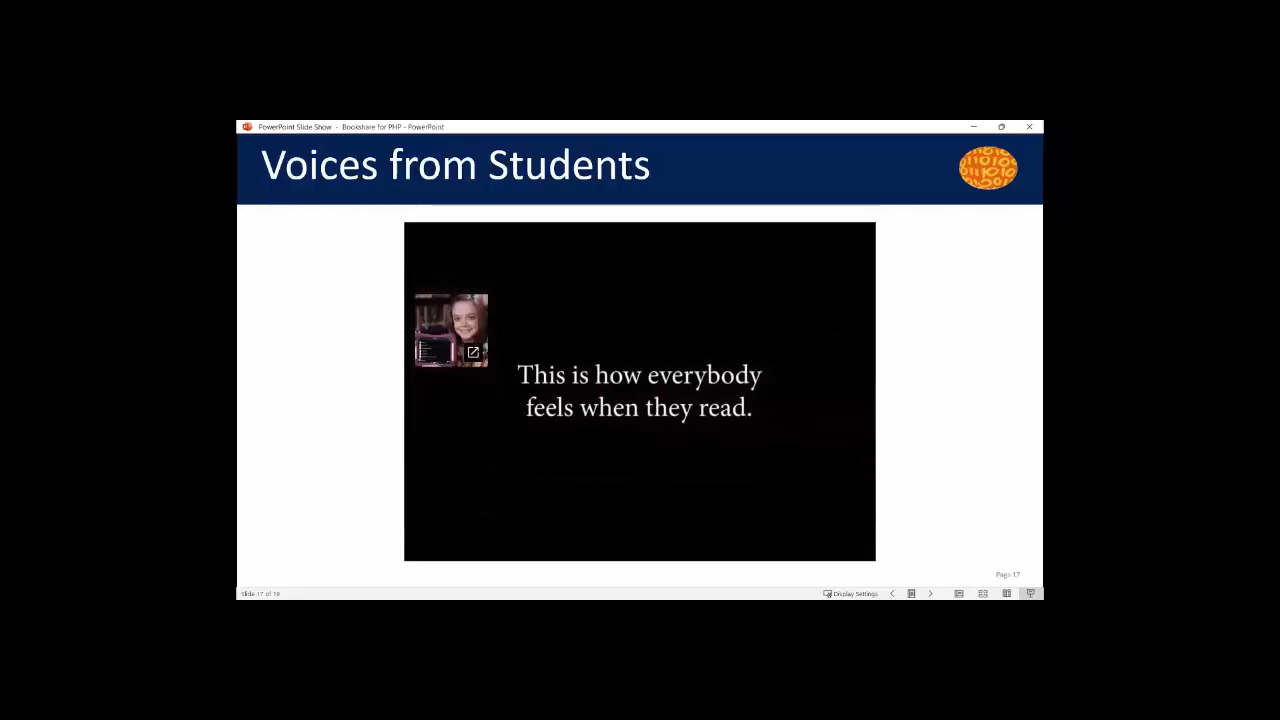 PowerPoint Slide Show - Bookshare for PHP - PowerPoint
Voices from Students
This is how everybody
feels when they read.
Page 17
Slide 17 of 19
Display Settings